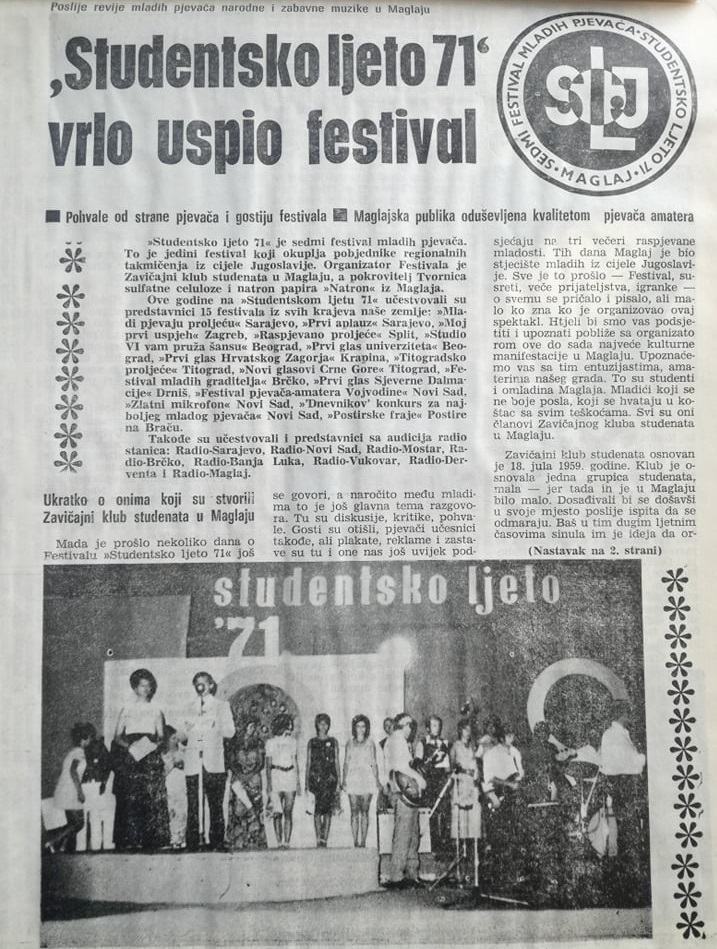 Poslije revije mladih pjevača narodne i zabavne muzike u Maglaju
‚Studentsko ljeto 71‘
vrlo uspio festival
SEDMI FESTIVAL MLADIH PJEVAČA · STUDENTSKO LJETO 71 · MAGLAJ ·
SLJ
Pohvale od strane pjevača i gostiju festivala
Maglajska publika oduševljena kvalitetom pjevača amatera
»Studentsko ljeto 71« je sedmi festival mladih pjevača.
To je jedini festival koji okuplja pobjednike regionalnih
takmičenja iz cijele Jugoslavije. Organizator Festivala je
Zavičajni klub studenata u Maglaju, a pokrovitelj Tvornica
sulfatne celuloze i natron papira »Natron« iz Maglaja.
Ove godine na »Studentskom ljetu 71« učestvovali su
predstavnici 15 festivala iz svih krajeva naše zemlje: »Mla-
di pjevaju proljeću« Sarajevo, »Prvi aplauz« Sarajevo, »Moj
prvi uspjeh« Zagreb, »Raspjevano proljeće« Split, »Studio
VI vam pruža šansu« Beograd, »Prvi glas univerziteta« Beo-
grad, »Prvi glas Hrvatskog Zagorja« Krapina, »Titogradsko
proljeće« Titograd, »Novi glasovi Crne Gore« Titograd, »Fe-
stival mladih graditelja« Brčko, »Prvi glas Sjeverne Dalma-
cije« Drniš, »Festival pjevača-amatera Vojvodine« Novi Sad,
»Zlatni mikrofon« Novi Sad, »Dnevnikov' konkurs za naj-
boljeg mladog pjevača« Novi Sad, »Postirske fraje« Postire
na Braču.
Takođe su učestvovali i predstavnici sa audicija radio
stanica: Radio-Sarajevo, Radio-Novi Sad, Radio-Mostar, Ra-
dio-Brčko, Radio-Banja Luka, Radio-Vukovar, Radio-Der-
venta i Radio-Maglaj.
Ukratko o onima koji su stvorili
Zavičajni klub studenata u Maglaju
Mada je prošlo nekoliko dana o
Festivalu »Studentsko ljeto 71« još
se govori, a naročito među mladi-
ma to je još glavna tema razgovo-
ra. Tu su diskusije, kritike, pohva-
le. Gosti su otišli, pjevači učesnici
takođe, ali plakate, reklame i zasta-
ve su tu i one nas još uvijek pod-
sjećaju na tri večeri raspjevane
mladosti. Tih dana Maglaj je bio
stjecište mladih iz cijele Jugoslavi-
je. Sve je to prošlo — Festival, su-
sreti, veče prijateljstva, igranke —
o svemu se pričalo i pisalo, ali ma-
lo ko zna ko je organizovao ovaj
spektakl. Htjeli bi smo vas podsje-
titi i upoznati pobliže sa organizato
rom ove do sada najveće kulturne
manifestacije u Maglaju. Upoznaće-
mo vas sa tim entuzijastima, ama-
terima našeg grada. To su studenti
i omladina Maglaja. Mladići koji se
ne boje posla, koji se hvataju u ko-
štac sa svim teškoćama. Svi su oni
članovi Zavičajnog kluba studenata
u Maglaju.
Zavičajni klub studenata osnovan
je 18. jula 1959. godine. Klub je o-
snovala jedna grupica studenata,
mala — jer tada in je u Maglaju
bilo malo. Dosađivali bi se došavši
u svoje mjesto poslije ispita da se
odmaraju. Baš u tim dugim ljetnim
časovima sinula im je ideja da or-
(Nastavak na 2. strani)
studentsko ljeto
'71